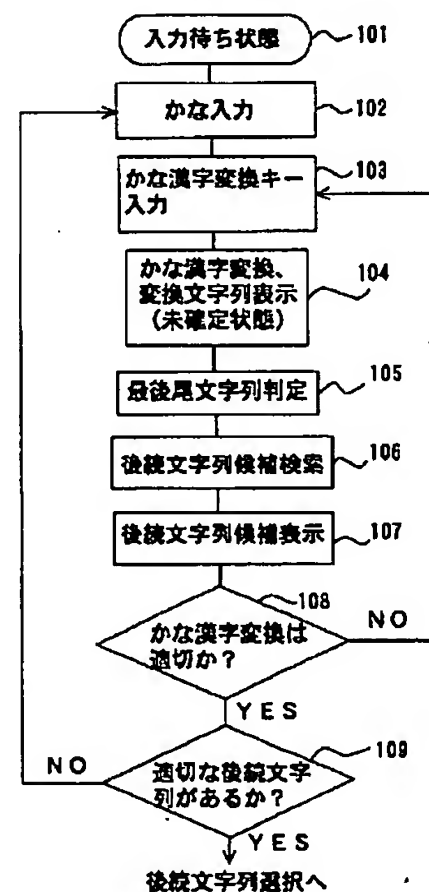 入力待ち状態 101
かな入力 102
かな漢字変換キー 103
入力
かな漢字変換、
変換文字列表示 104
(未確定状態)
最後尾文字列判定 105
後続文字列候補検索 106
後続文字列候補表示 107
108
かな漢字変換は NO
適切か？
YES
109
NO 適切な後続文字
列があるか？
YES
後続文字列選択へ